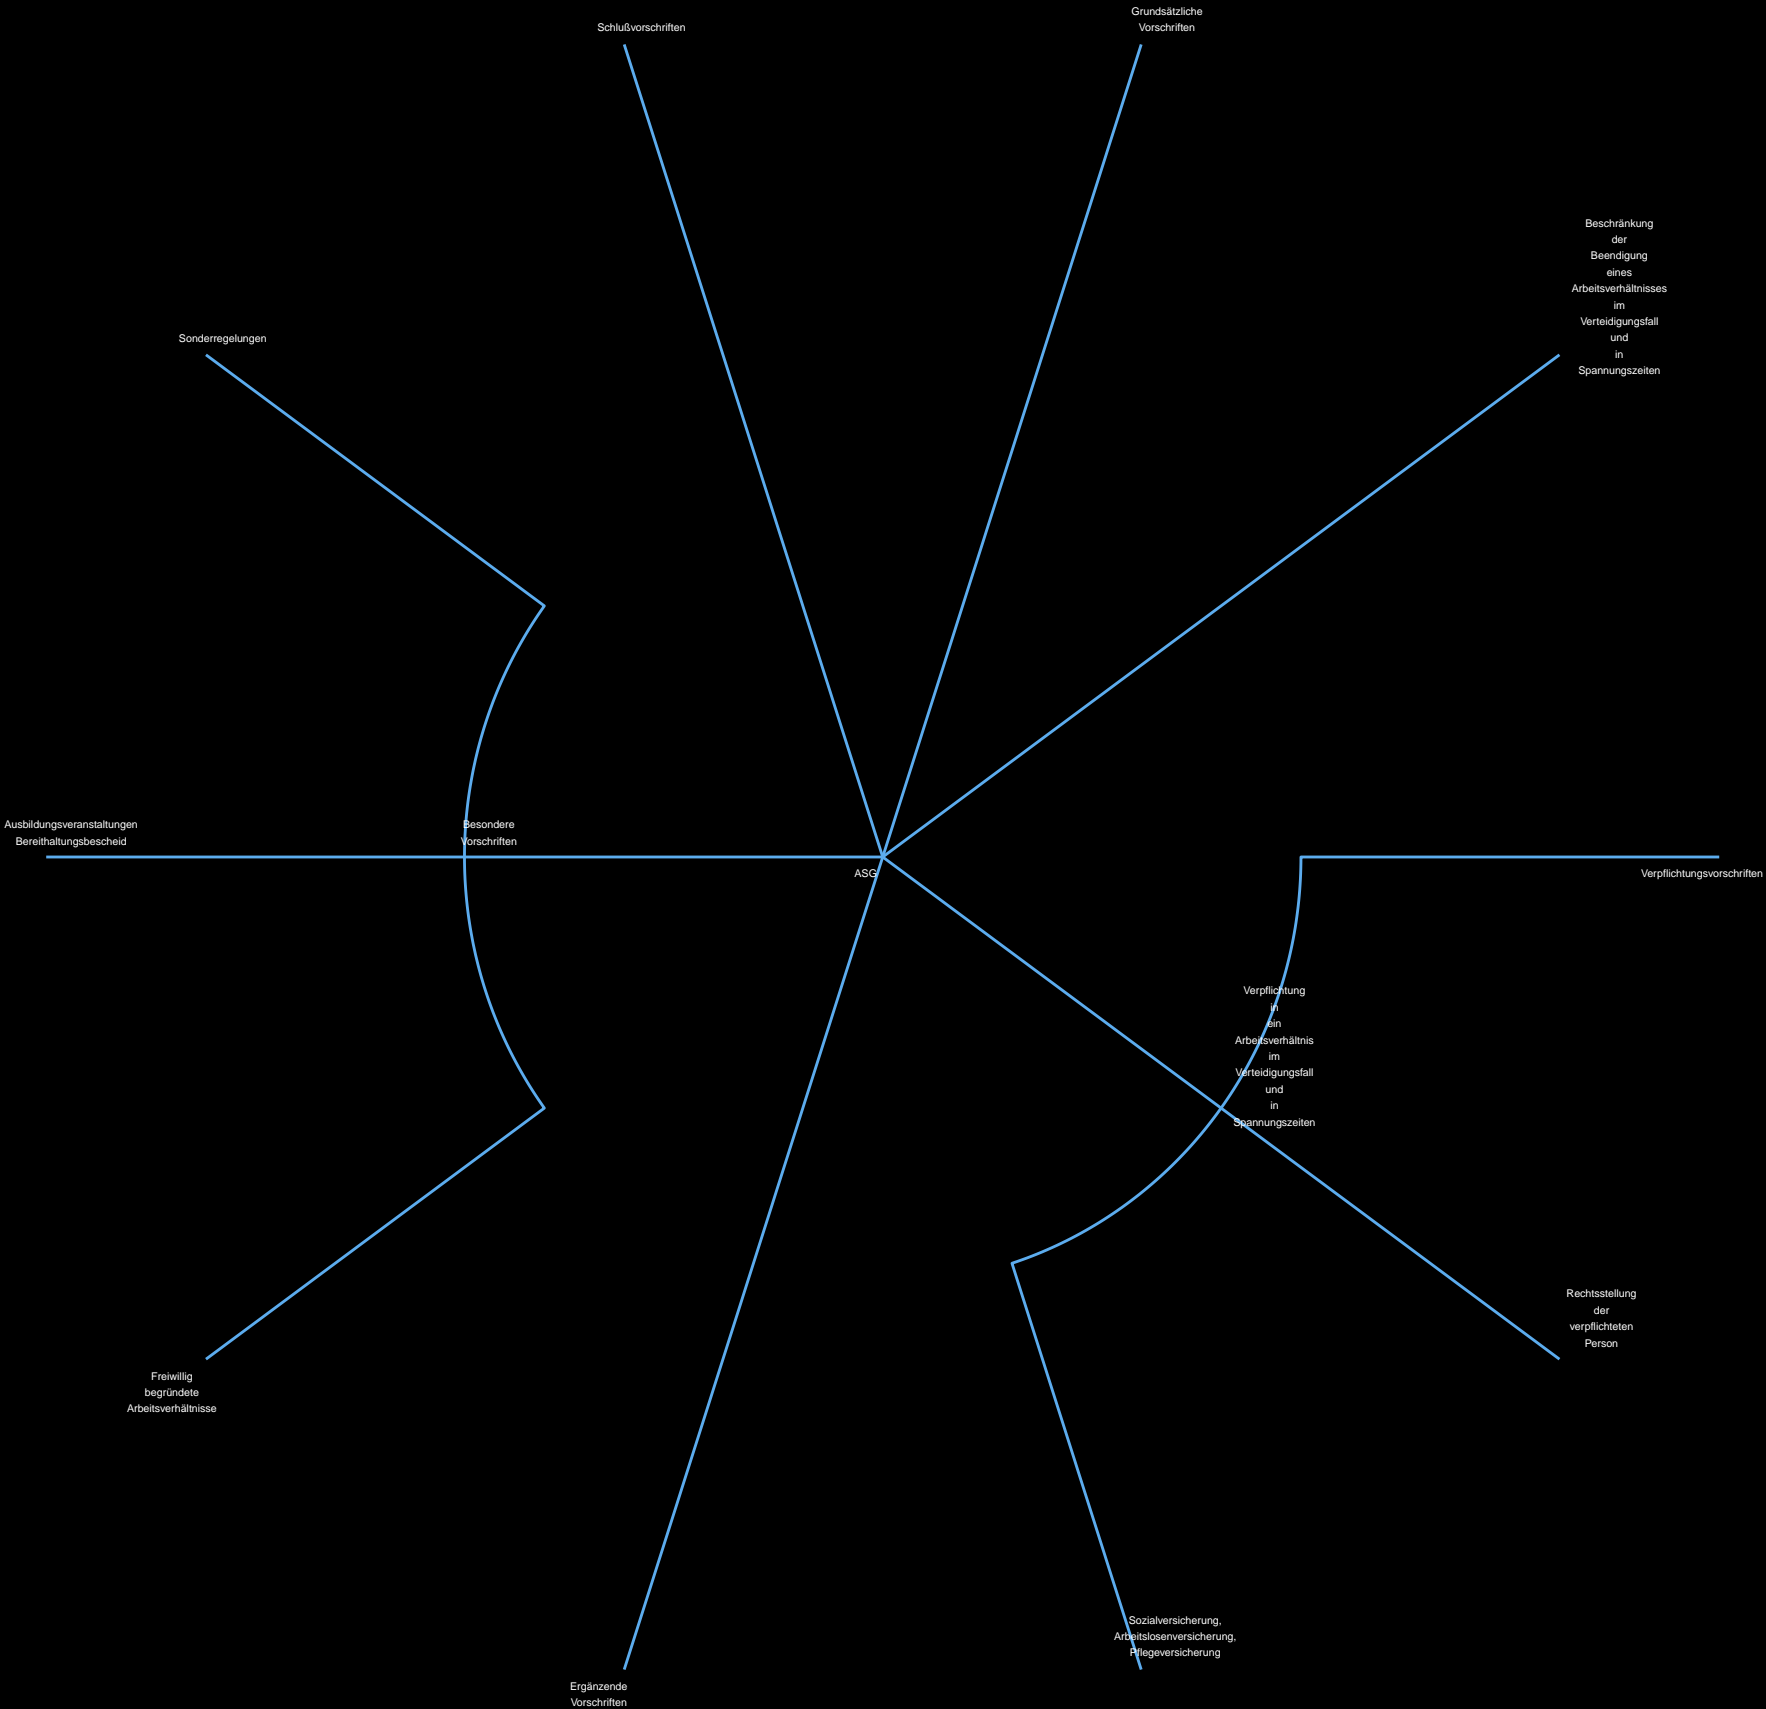 Grundsätzliche
Vorschriften
Schlußvorschriften
Beschränkung
der
Beendigung
eines
Arbeitsverhältnisses
im
Verteidigungsfall
und
in
Spannungszeiten
Sonderregelungen
Ausbildungsveranstaltungen
Bereithaltungsbescheid
Besondere
Vorschriften
ASG
Verpflichtungsvorschriften
Verpflichtung
in
ein
Arbeitsverhältnis
im
Verteidigungsfall
und
in
Spannungszeiten
Rechtsstellung
der
verpflichteten
Person
Freiwillig
begründete
Arbeitsverhältnisse
Sozialversicherung,
Arbeitslosenversicherung,
Pflegeversicherung
Ergänzende
Vorschriften